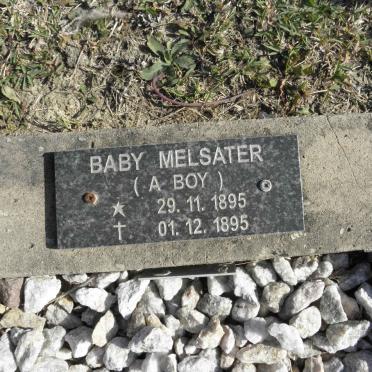 BABY MELSATER
( A BOY )
29. 11. 1895
01. 12. 1895